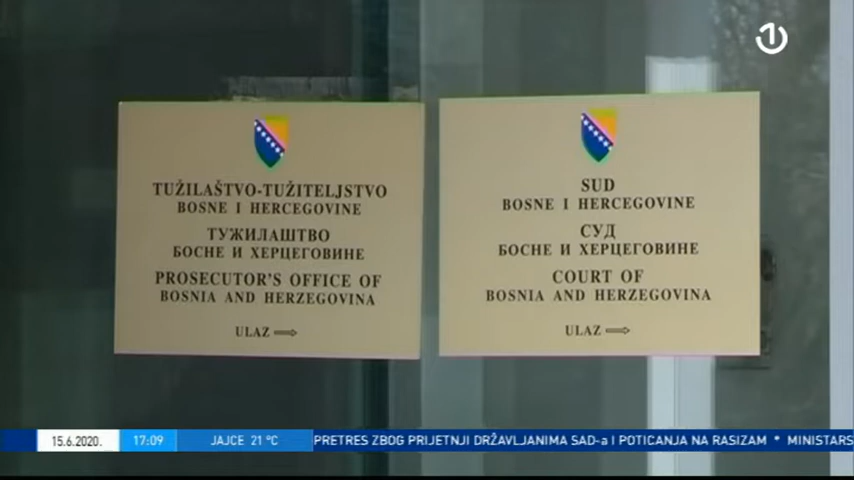 TUŽILAŠTVO-TUŽITELJSTVO
BOSNE I HERCEGOVINE
ТУЖИЛАШТВО
БОСНЕ И ХЕРЦЕГОВИНЕ
PROSECUTOR'S OFFICE OF
BOSNIA AND HERZEGOVINA
ULAZ
SUD
BOSNE I HERCEGOVINE
СУД
БОСНЕ И ХЕРЦЕГОВИНЕ
COURT OF
BOSNIA AND HERZEGOVINA
ULAZ
15.6.2020. 17:09 JAJCE 21 °C PRETRES ZBOG PRIJETNJI DRŽAVLJANIMA SAD-a I POTICANJA NA RASIZAM * MINISTARS